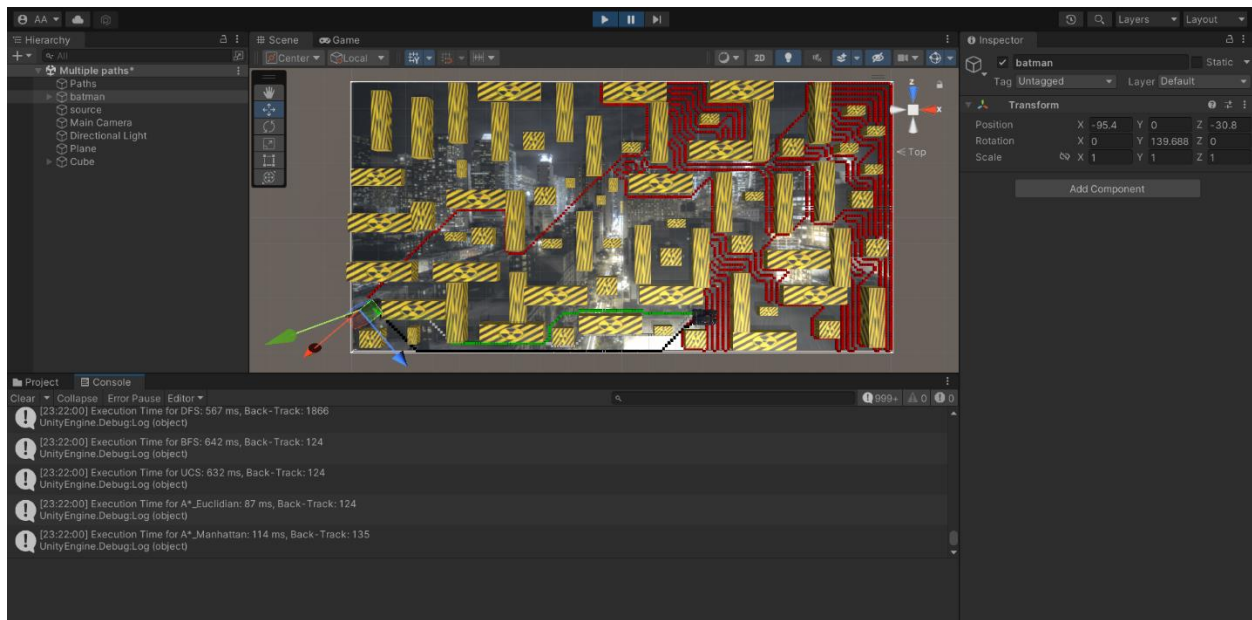 AA
Layers
Layout
Hierarchy
Scene
Game
Inspector
All
Center
Local
2D
batman
Static
Tag Untagged
Layer Default
Multiple paths*
Paths
batman
source
Main Camera
Directional Light
Plane
Cube
z
x
Top
Transform
Position X -95.4 Y 0 Z -30.8
Rotation X 0 Y 139.688 Z 0
Scale X 1 Y 1 Z 1
Add Component
Project
Console
Clear Collapse Error Pause Editor
999+ 0 0
[23:22:00] Execution Time for DFS: 567 ms, Back-Track: 1866
UnityEngine.Debug:Log (object)
[23:22:00] Execution Time for BFS: 642 ms, Back-Track: 124
UnityEngine.Debug:Log (object)
[23:22:00] Execution Time for UCS: 632 ms, Back-Track: 124
UnityEngine.Debug:Log (object)
[23:22:00] Execution Time for A*_Euclidian: 87 ms, Back-Track: 124
UnityEngine.Debug:Log (object)
[23:22:00] Execution Time for A*_Manhattan: 114 ms, Back-Track: 135
UnityEngine.Debug:Log (object)